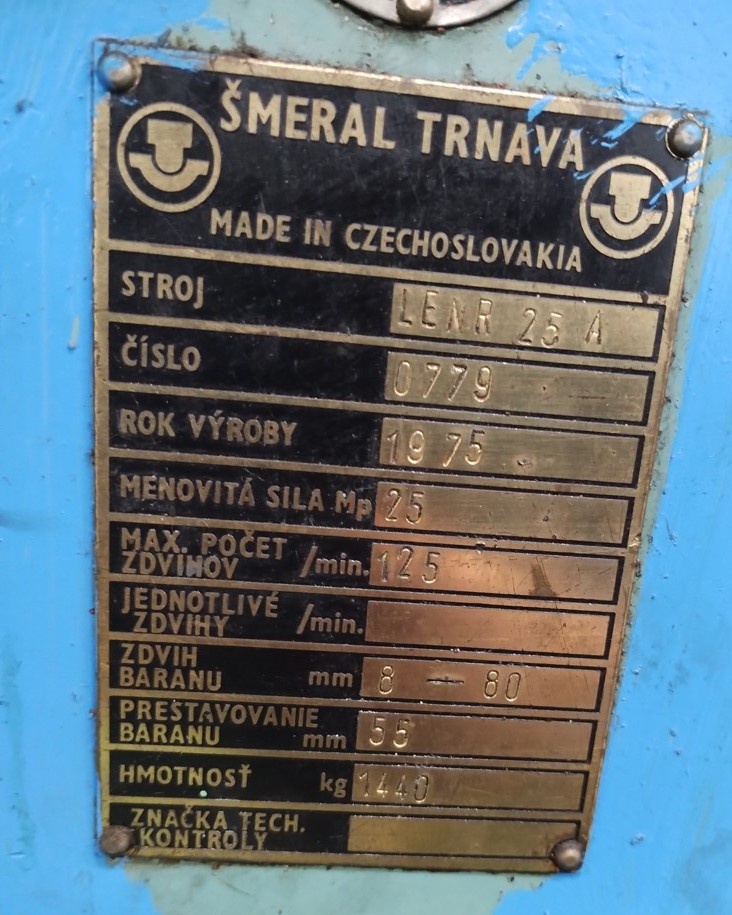 ŠMERAL TRNAVA
MADE IN CZECHOSLOVAKIA
STROJ LENR 25 A
ČÍSLO 0779
ROK VÝROBY 1975
MENOVITÁ SILA Mp 25
MAX. POČET
ZDVIHOV /min. 125
JEDNOTLIVÉ
ZDVIHY /min.
ZDVIH
BARANU mm 8 — 80
PRESTAVOVANIE
BARANU mm 55
HMOTNOSŤ kg 1440
ZNAČKA TECH.
KONTROLY